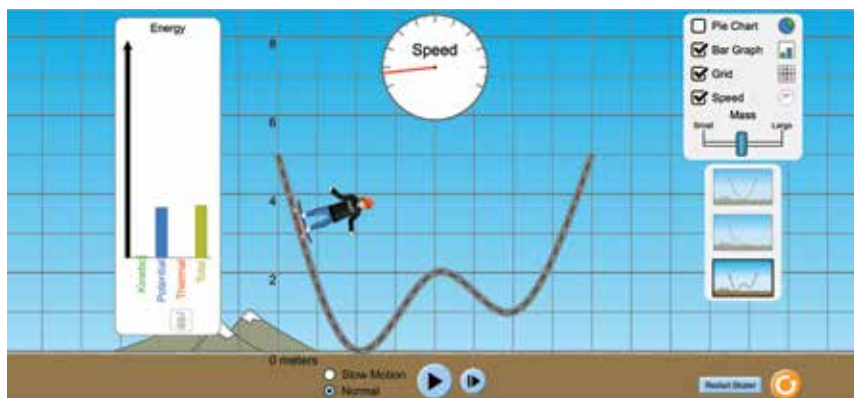 Energy
Kinetic
Potential
Thermal
Total
8
6
4
2
0 meters
Speed
Pie Chart
Bar Graph
Grid
Speed
Mass
Small Large
Slow Motion
Normal
Restart Skater